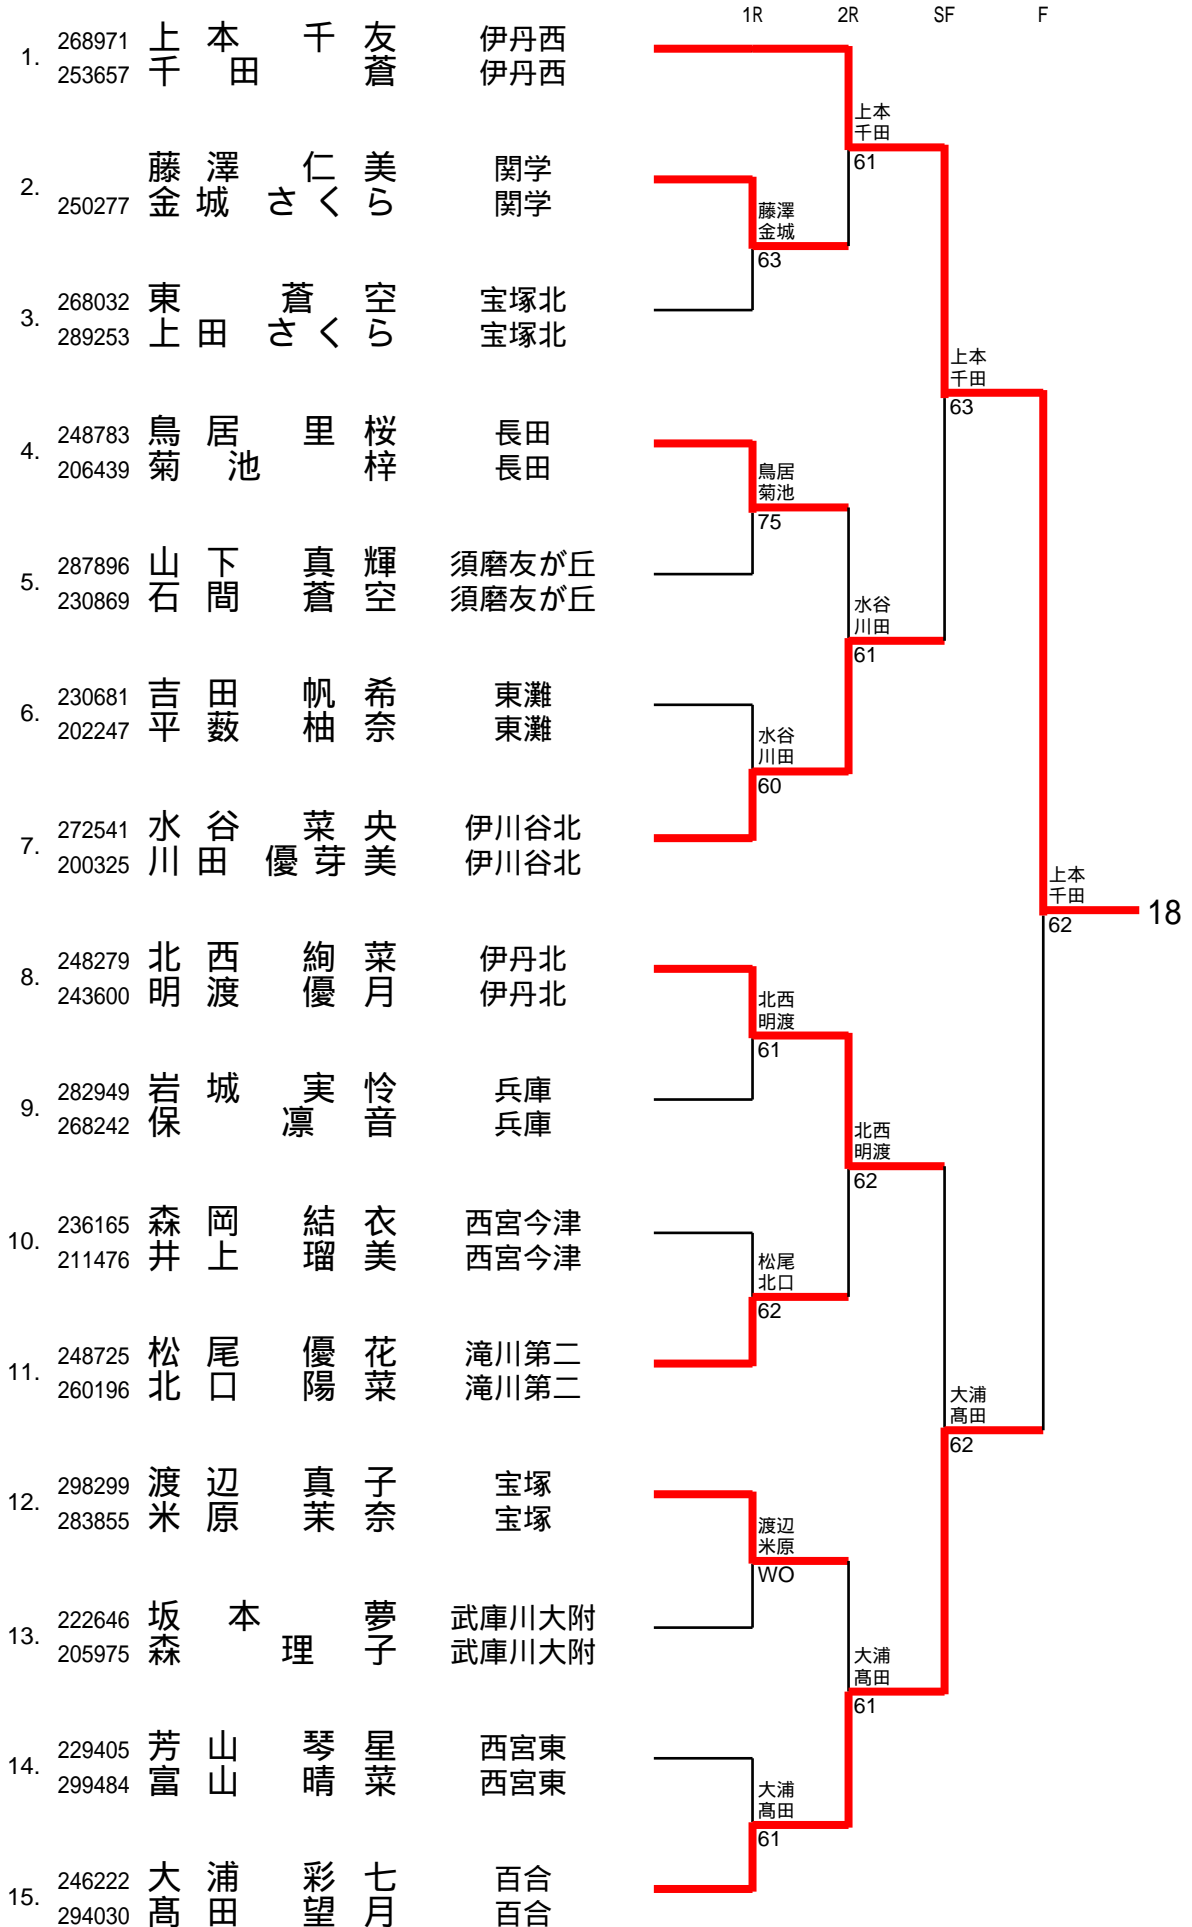 1R 2R SF F
1. 268971 上本 千友 伊丹西
253657 千田 蒼 伊丹西
上本
千田
61
2. 藤澤 仁美 関学
250277 金城 さくら 関学
藤澤
金城
63
3. 268032 東 蒼空 宝塚北
289253 上田 さくら 宝塚北
上本
千田
63
4. 248783 鳥居 里桜 長田
206439 菊池 梓 長田
鳥居
菊池
75
5. 287896 山下 真輝 須磨友が丘
230869 石間 蒼空 須磨友が丘
水谷
川田
61
6. 230681 吉田 帆希 東灘
202247 平薮 柚奈 東灘
水谷
川田
60
7. 272541 水谷 菜央 伊川谷北
200325 川田 優芽美 伊川谷北
上本
千田
62
18
8. 248279 北西 絢菜 伊丹北
243600 明渡 優月 伊丹北
北西
明渡
61
9. 282949 岩城 実怜 兵庫
268242 保 凛音 兵庫
北西
明渡
62
10. 236165 森岡 結衣 西宮今津
211476 井上 瑠美 西宮今津
松尾
北口
62
11. 248725 松尾 優花 滝川第二
260196 北口 陽菜 滝川第二
大浦
髙田
62
12. 298299 渡辺 真子 宝塚
283855 米原 茉奈 宝塚
渡辺
米原
WO
13. 222646 坂本 夢 武庫川大附
205975 森 理子 武庫川大附
大浦
髙田
61
14. 229405 芳山 琴星 西宮東
299484 富山 晴菜 西宮東
大浦
髙田
61
15. 246222 大浦 彩七 百合
294030 髙田 望月 百合